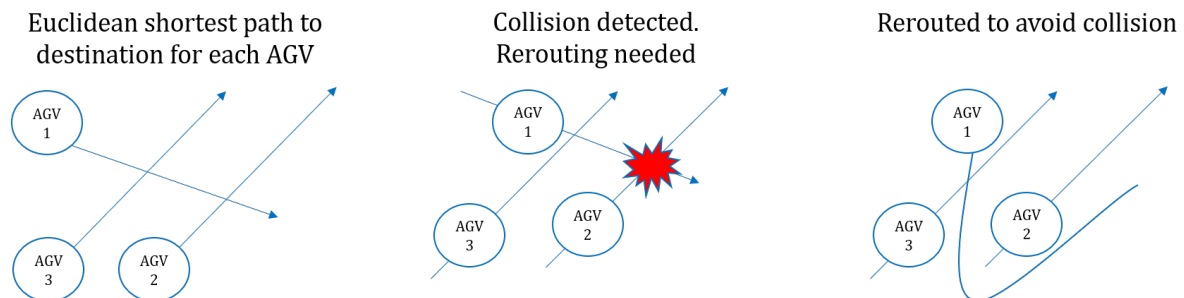 Euclidean shortest path to
destination for each AGV
AGV
1
AGV
3
AGV
2
Collision detected.
Rerouting needed
AGV
1
AGV
3
AGV
2
Rerouted to avoid collision
AGV
1
AGV
3
AGV
2